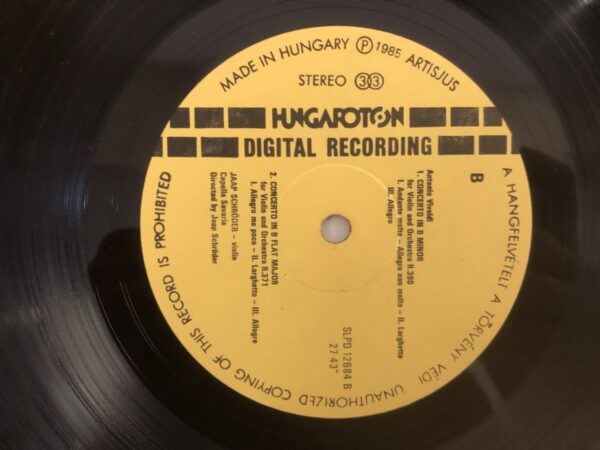 MADE IN HUNGARY Ⓟ 1985 ARTISJUS
STEREO 33
HUNGAROTON
DIGITAL RECORDING
B
Antonio Vivaldi
1. CONCERTO IN B MINOR
for Violin and Orchestra R.390
I. Andante molto – Allegro non molto – II. Larghetto
III. Allegro
2. CONCERTO IN B FLAT MAJOR
for Violin and Orchestra R.371
I. Allegro ma poco – II. Larghetto – III. Allegro
JAAP SCHRÖDER – violin
Capella Savaria
Directed by Jaap Schröder
SLPD 12684 B
27'43"
A HANGFELVÉTELT A TÖRVÉNY VÉDI
UNAUTHORIZED COPYING OF THIS RECORD IS PROHIBITED